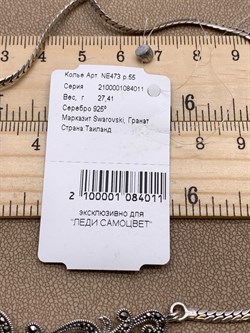 Колье Арт. NE473 р.55
Серия 2100001084011
Вес, г. 27,41
Серебро 925º
Марказит Swarovski, Гранат
Страна:Таиланд
2 100001 084011
эксклюзивно для
"ЛЕДИ САМОЦВЕТ"